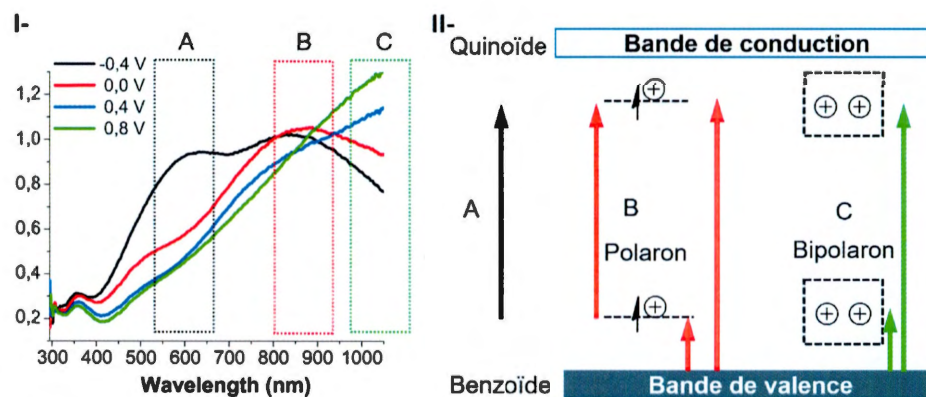 I-
A
B
C
-0,4 V
0,0 V
0,4 V
0,8 V
1,2
1,0
0,8
0,6
0,4
0,2
300 400 500 600 700 800 900 1000
Wavelength (nm)
II-
Quinoïde
Bande de conduction
A
B
Polaron
C
Bipolaron
+
+
+ +
+ +
Benzoïde
Bande de valence